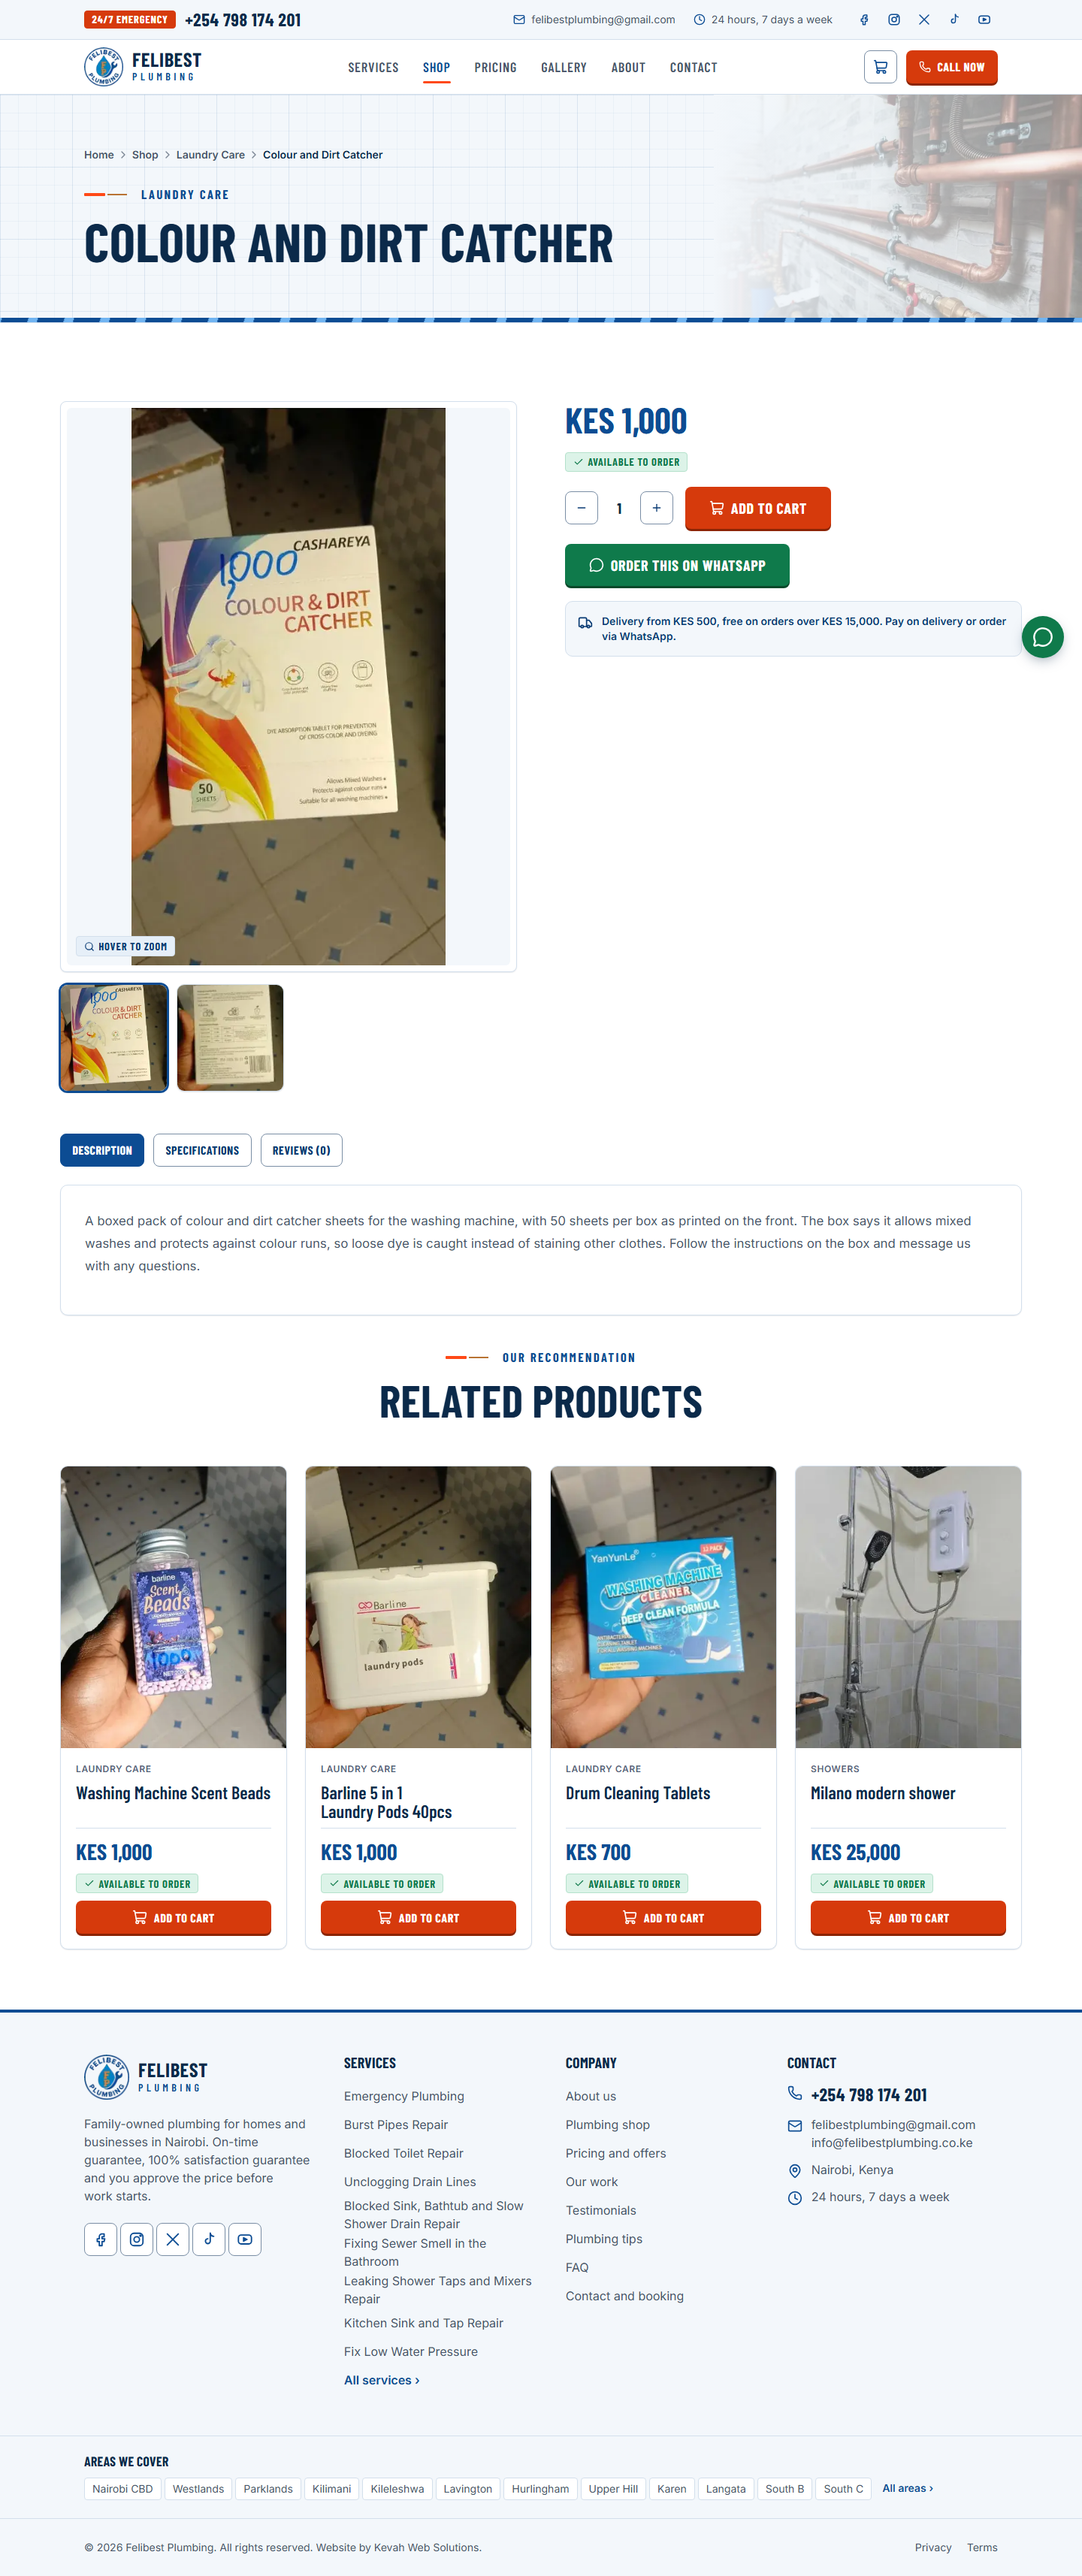 24/7 EMERGENCY +254 798 174 201
felibestplumbing@gmail.com
24 hours, 7 days a week
FELIBEST
PLUMBING
SERVICES
SHOP
PRICING
GALLERY
ABOUT
CONTACT
CALL NOW
Home > Shop > Laundry Care > Colour and Dirt Catcher
LAUNDRY CARE
COLOUR AND DIRT CATCHER
CASHAREYA
1,000
COLOUR & DIRT
CATCHER
DYE ABSORPTION TABLET FOR PREVENTION
OF CROSS-COLOR AND DYEING
Allows Mixed Washes
Protects against colour runs
Suitable for all washing machines
50
SHEETS
HOVER TO ZOOM
KES 1,000
AVAILABLE TO ORDER
− 1 +
ADD TO CART
ORDER THIS ON WHATSAPP
Delivery from KES 500, free on orders over KES 15,000. Pay on delivery or order
via WhatsApp.
1,000
CASHAREYA
COLOUR & DIRT
CATCHER
DESCRIPTION
SPECIFICATIONS
REVIEWS (0)
A boxed pack of colour and dirt catcher sheets for the washing machine, with 50 sheets per box as printed on the front. The box says it allows mixed
washes and protects against colour runs, so loose dye is caught instead of staining other clothes. Follow the instructions on the box and message us
with any questions.
OUR RECOMMENDATION
RELATED PRODUCTS
barline
Scent
Beads
LAUNDRY CARE
Washing Machine Scent Beads
KES 1,000
AVAILABLE TO ORDER
ADD TO CART
Barline
laundry pods
LAUNDRY CARE
Barline 5 in 1
Laundry Pods 40pcs
KES 1,000
AVAILABLE TO ORDER
ADD TO CART
YanYunLe
12 PACK
WASHING MACHINE
CLEANER
DEEP CLEAN FORMULA
LAUNDRY CARE
Drum Cleaning Tablets
KES 700
AVAILABLE TO ORDER
ADD TO CART
SHOWERS
Milano modern shower
KES 25,000
AVAILABLE TO ORDER
ADD TO CART
FELIBEST
PLUMBING
Family-owned plumbing for homes and
businesses in Nairobi. On-time
guarantee, 100% satisfaction guarantee
and you approve the price before
work starts.
SERVICES
Emergency Plumbing
Burst Pipes Repair
Blocked Toilet Repair
Unclogging Drain Lines
Blocked Sink, Bathtub and Slow
Shower Drain Repair
Fixing Sewer Smell in the
Bathroom
Leaking Shower Taps and Mixers
Repair
Kitchen Sink and Tap Repair
Fix Low Water Pressure
All services ›
COMPANY
About us
Plumbing shop
Pricing and offers
Our work
Testimonials
Plumbing tips
FAQ
Contact and booking
CONTACT
+254 798 174 201
felibestplumbing@gmail.com
info@felibestplumbing.co.ke
Nairobi, Kenya
24 hours, 7 days a week
AREAS WE COVER
Nairobi CBD
Westlands
Parklands
Kilimani
Kileleshwa
Lavington
Hurlingham
Upper Hill
Karen
Langata
South B
South C
All areas ›
© 2026 Felibest Plumbing. All rights reserved. Website by Kevah Web Solutions.
Privacy
Terms